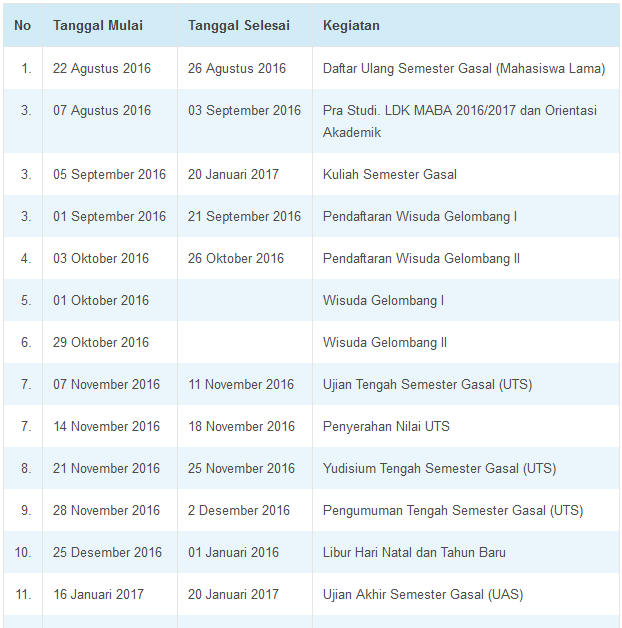 No Tanggal Mulai Tanggal Selesai Kegiatan
1. 22 Agustus 2016 26 Agustus 2016 Daftar Ulang Semester Gasal (Mahasiswa Lama)
3. 07 Agustus 2016 03 September 2016 Pra Studi. LDK MABA 2016/2017 dan Orientasi
Akademik
3. 05 September 2016 20 Januari 2017 Kuliah Semester Gasal
3. 01 September 2016 21 September 2016 Pendaftaran Wisuda Gelombang I
4. 03 Oktober 2016 26 Oktober 2016 Pendaftaran Wisuda Gelombang II
5. 01 Oktober 2016 Wisuda Gelombang I
6. 29 Oktober 2016 Wisuda Gelombang II
7. 07 November 2016 11 November 2016 Ujian Tengah Semester Gasal (UTS)
7. 14 November 2016 18 November 2016 Penyerahan Nilai UTS
8. 21 November 2016 25 November 2016 Yudisium Tengah Semester Gasal (UTS)
9. 28 November 2016 2 Desember 2016 Pengumuman Tengah Semester Gasal (UTS)
10. 25 Desember 2016 01 Januari 2016 Libur Hari Natal dan Tahun Baru
11. 16 Januari 2017 20 Januari 2017 Ujian Akhir Semester Gasal (UAS)